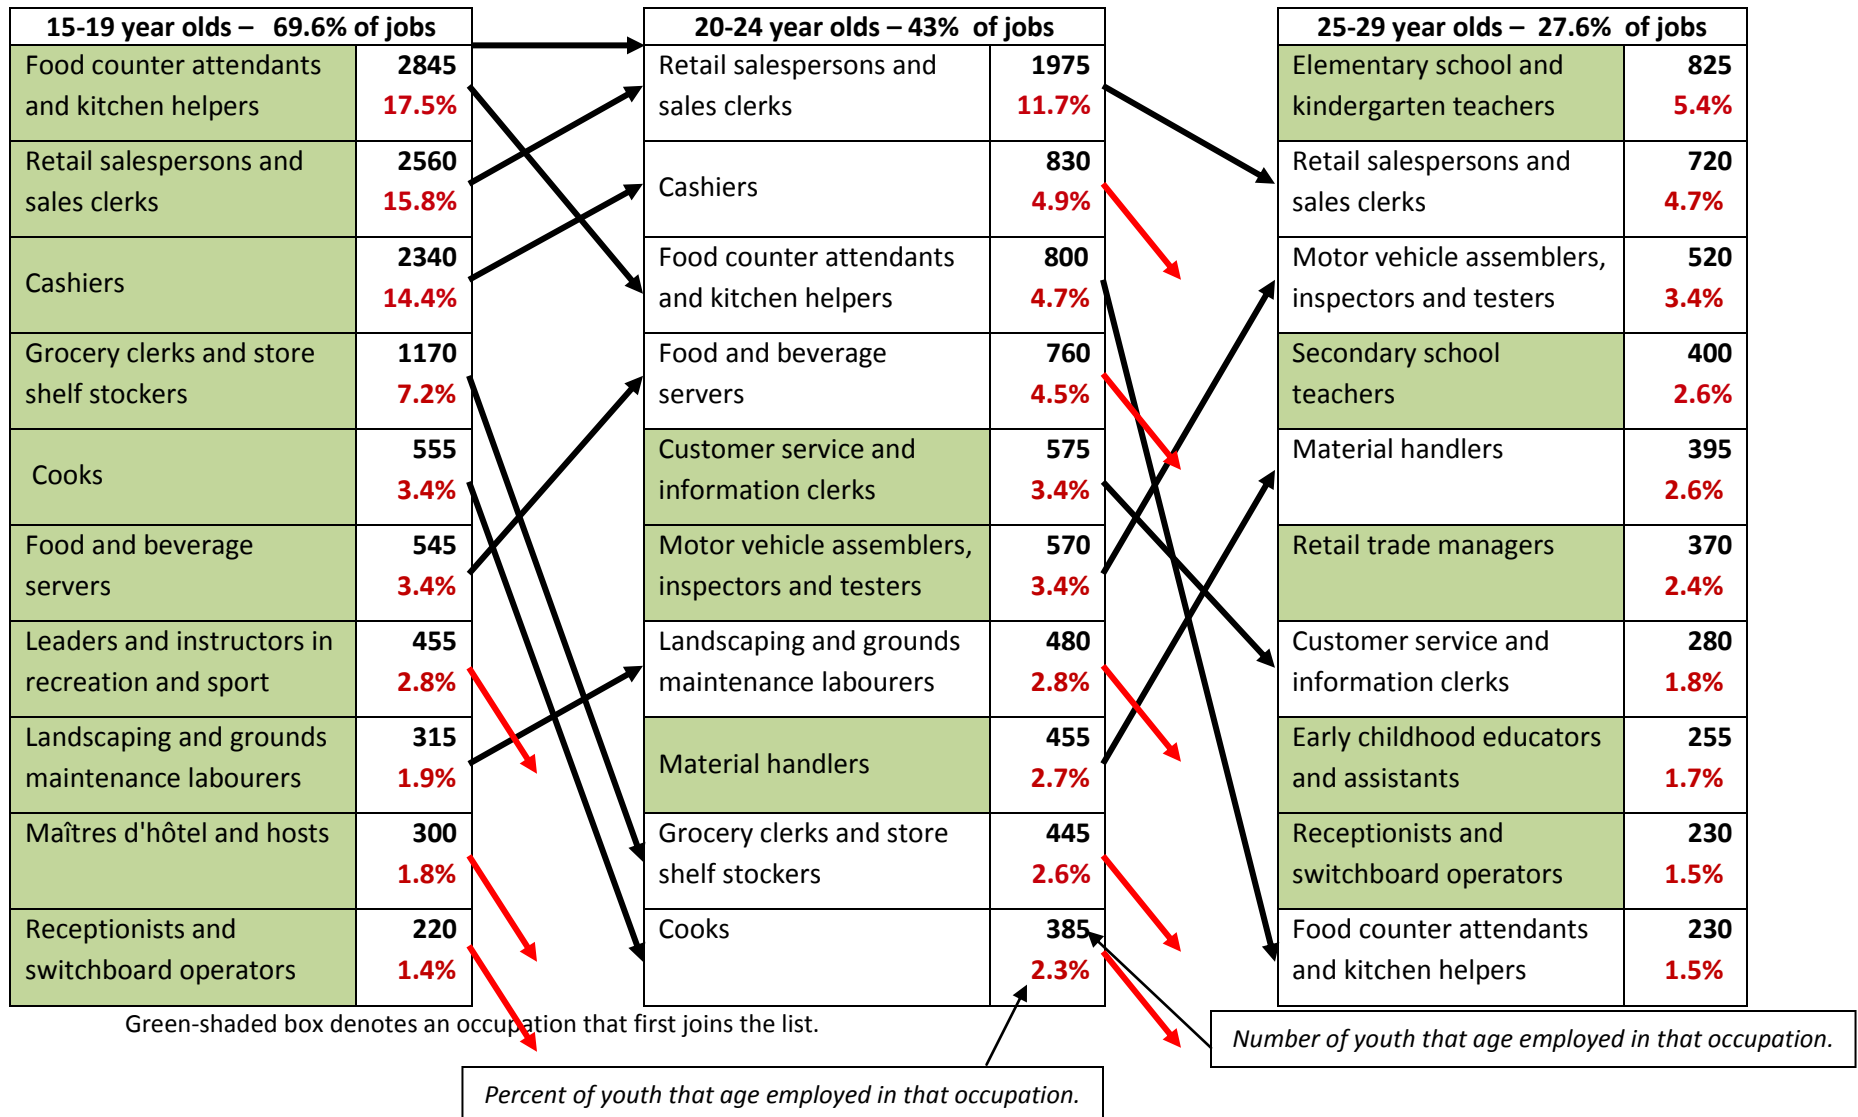 15-19 year olds – 69.6% of jobs
Food counter attendants
and kitchen helpers
2845
17.5%
Retail salespersons and
sales clerks
2560
15.8%
Cashiers
2340
14.4%
Grocery clerks and store
shelf stockers
1170
7.2%
Cooks
555
3.4%
Food and beverage
servers
545
3.4%
Leaders and instructors in
recreation and sport
455
2.8%
Landscaping and grounds
maintenance labourers
315
1.9%
Maîtres d'hôtel and hosts
300
1.8%
Receptionists and
switchboard operators
220
1.4%
20-24 year olds – 43% of jobs
Retail salespersons and
sales clerks
1975
11.7%
Cashiers
830
4.9%
Food counter attendants
and kitchen helpers
800
4.7%
Food and beverage
servers
760
4.5%
Customer service and
information clerks
575
3.4%
Motor vehicle assemblers,
inspectors and testers
570
3.4%
Landscaping and grounds
maintenance labourers
480
2.8%
Material handlers
455
2.7%
Grocery clerks and store
shelf stockers
445
2.6%
Cooks
385
2.3%
25-29 year olds – 27.6% of jobs
Elementary school and
kindergarten teachers
825
5.4%
Retail salespersons and
sales clerks
720
4.7%
Motor vehicle assemblers,
inspectors and testers
520
3.4%
Secondary school
teachers
400
2.6%
Material handlers
395
2.6%
Retail trade managers
370
2.4%
Customer service and
information clerks
280
1.8%
Early childhood educators
and assistants
255
1.7%
Receptionists and
switchboard operators
230
1.5%
Food counter attendants
and kitchen helpers
230
1.5%
Green-shaded box denotes an occupation that first joins the list.
Number of youth that age employed in that occupation.
Percent of youth that age employed in that occupation.